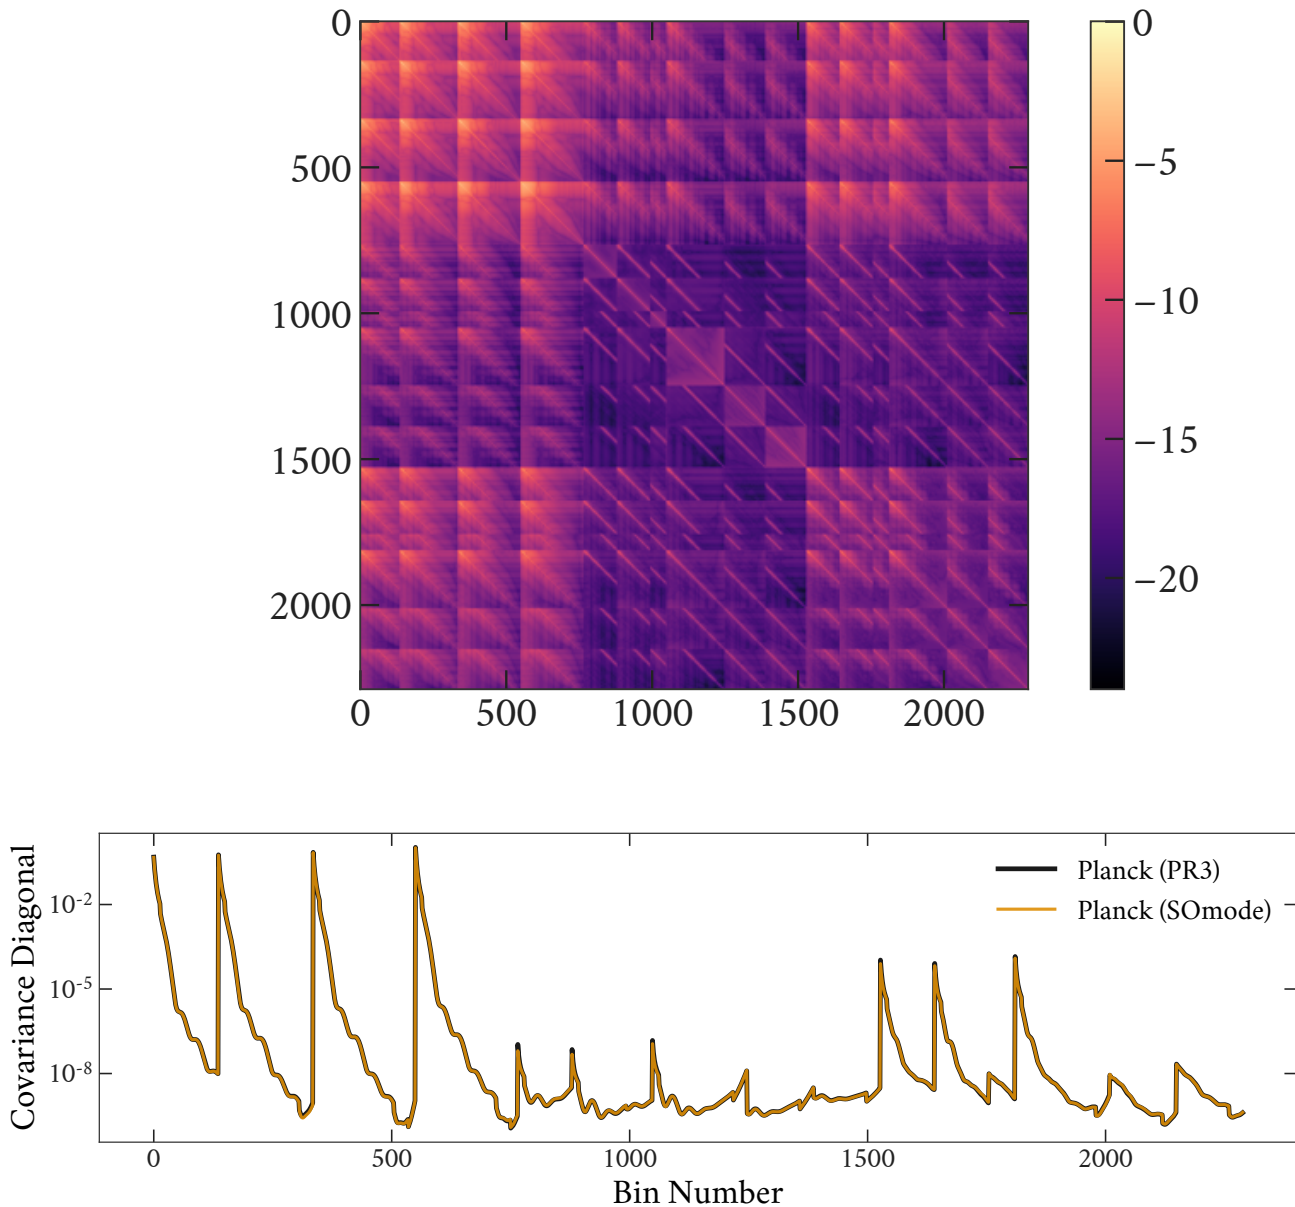 0
500
1000
1500
2000
0 500 1000 1500 2000
0
−5
−10
−15
−20
Covariance Diagonal
10-2
10-5
10-8
Planck (PR3)
Planck (SOmode)
0 500 1000 1500 2000
Bin Number